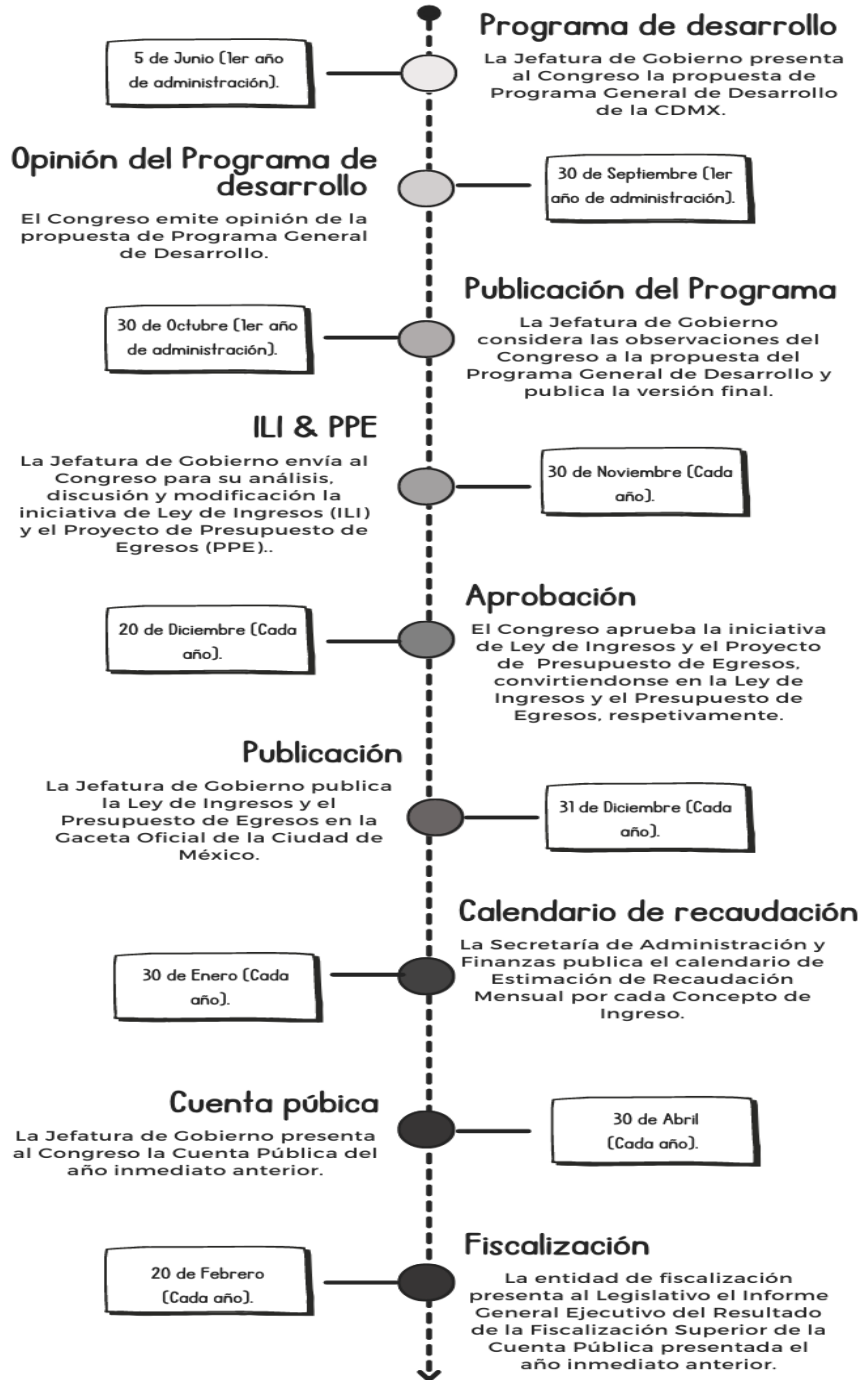 Programa de desarrollo
5 de Junio (1er año
de administración).
La Jefatura de Gobierno presenta
al Congreso la propuesta de
Programa General de Desarrollo
de la CDMX.
Opinión del Programa de
desarrollo
30 de Septiembre (1er
año de administración).
El Congreso emite opinión de la
propuesta de Programa General
de Desarrollo.
Publicación del Programa
30 de Octubre (1er año
de administración).
La Jefatura de Gobierno
considera las observaciones del
Congreso a la propuesta del
Programa General de Desarrollo y
publica la versión final.
ILI & PPE
La Jefatura de Gobierno envía al
Congreso para su análisis,
discusión y modificación la
iniciativa de Ley de Ingresos (ILI)
y el Proyecto de Presupuesto de
Egresos (PPE)..
30 de Noviembre (Cada
año).
Aprobación
20 de Diciembre (Cada
año).
El Congreso aprueba la iniciativa
de Ley de Ingresos y el Proyecto
de Presupuesto de Egresos,
convirtiendonse en la Ley de
Ingresos y el Presupuesto de
Egresos, respetivamente.
Publicación
La Jefatura de Gobierno publica
la Ley de Ingresos y el
Presupuesto de Egresos en la
Gaceta Oficial de la Ciudad de
México.
31 de Diciembre (Cada
año).
Calendario de recaudación
30 de Enero (Cada
año).
La Secretaría de Administración y
Finanzas publica el calendario de
Estimación de Recaudación
Mensual por cada Concepto de
Ingreso.
Cuenta púbica
La Jefatura de Gobierno presenta
al Congreso la Cuenta Pública del
año inmediato anterior.
30 de Abril
(Cada año).
Fiscalización
20 de Febrero
(Cada año).
La entidad de fiscalización
presenta al Legislativo el Informe
General Ejecutivo del Resultado
de la Fiscalización Superior de la
Cuenta Pública presentada el
año inmediato anterior.